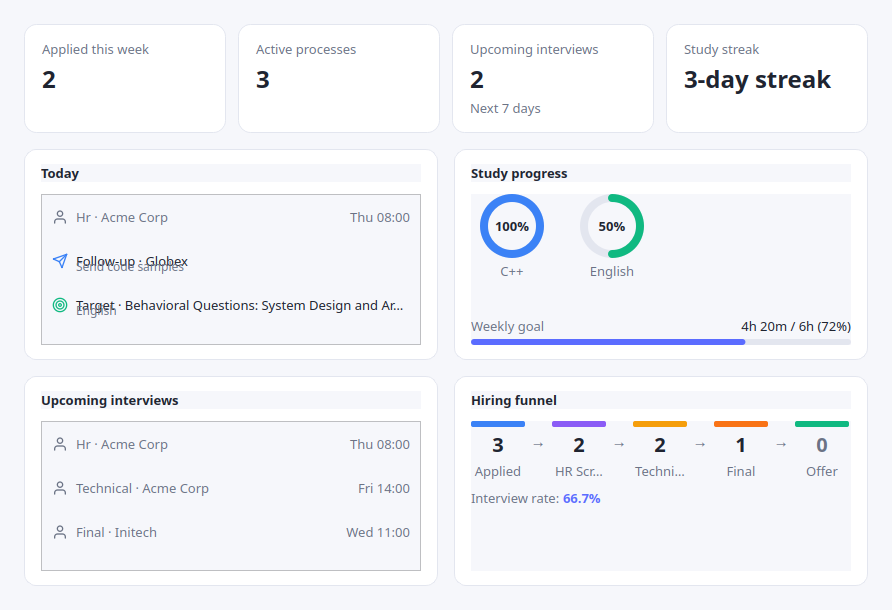 Applied this week
2
Active processes
3
Upcoming interviews
2
Next 7 days
Study streak
3-day streak
Today
Hr · Acme Corp Thu 08:00
Follow-up · Globex
Send code samples
Target · Behavioral Questions: System Design and Ar...
English
Study progress
100%
C++
50%
English
Weekly goal 4h 20m / 6h (72%)
Upcoming interviews
Hr · Acme Corp Thu 08:00
Technical · Acme Corp Fri 14:00
Final · Initech Wed 11:00
Hiring funnel
3 → 2 → 2 → 1 → 0
Applied HR Scr... Techni... Final Offer
Interview rate: 66.7%